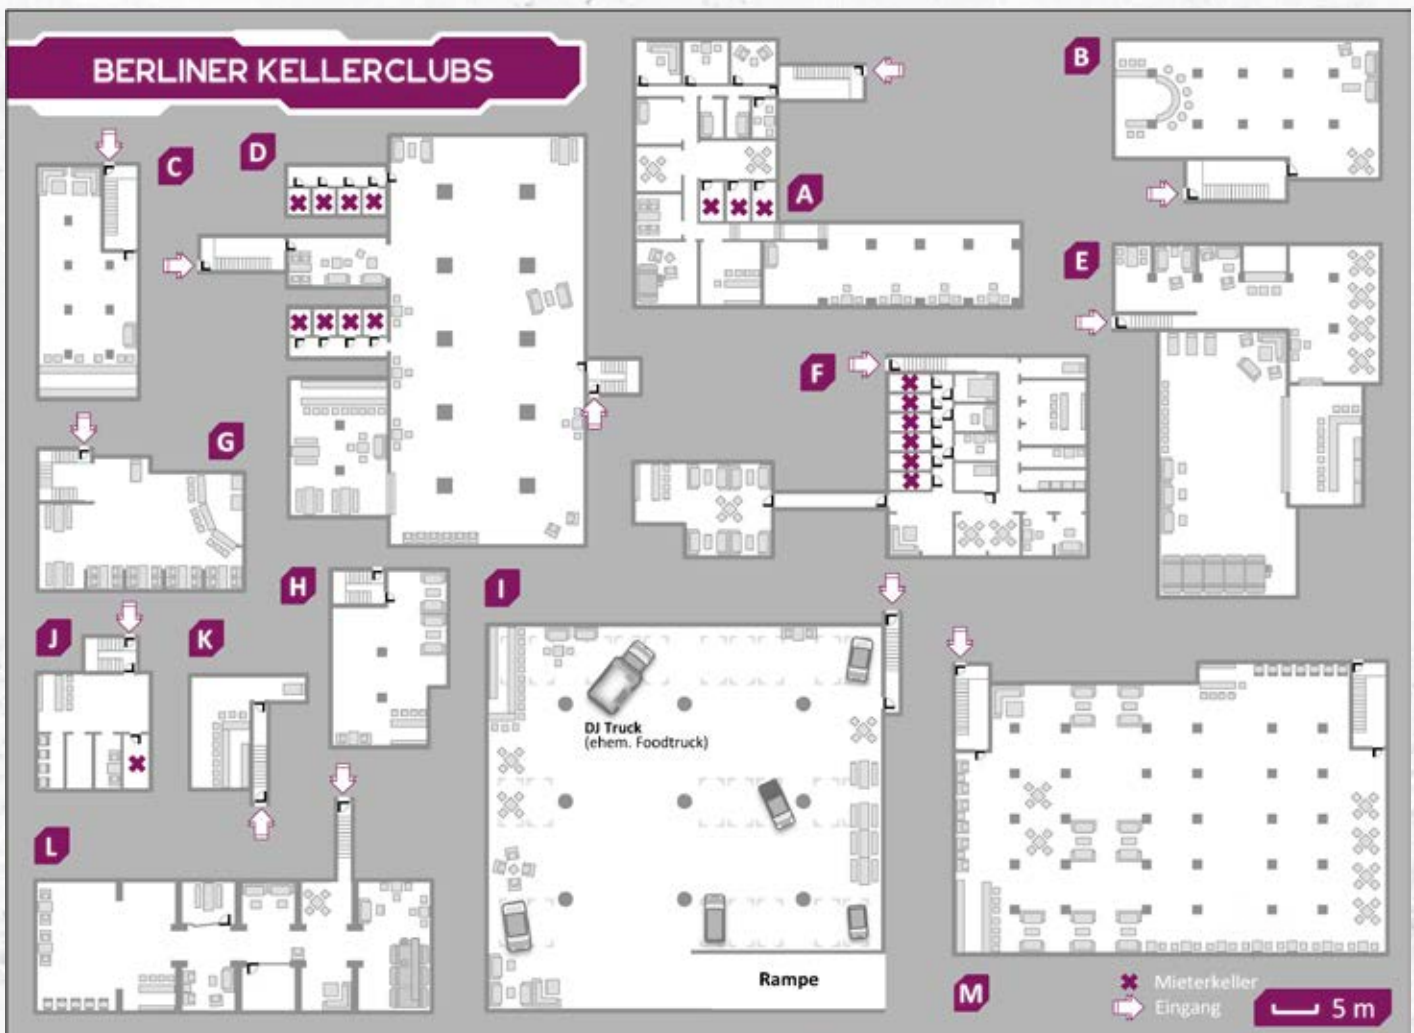 BERLINER KELLERCLUBS
A
B
C
D
E
F
G
H
I
J
K
L
DJ Truck
(ehem. Foodtruck)
Rampe
M
Mieterkeller
Eingang
5 m